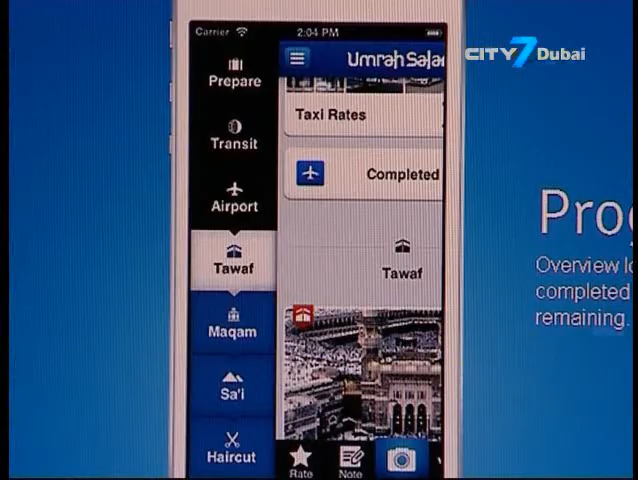 Carrier
2:04 PM
CITY7 Dubai
Prepare
Transit
Airport
Tawaf
Maqam
Sa'i
Haircut
Umrah
Taxi Rates
Completed
Tawaf
Rate
Note
Overview
completed
remaining.